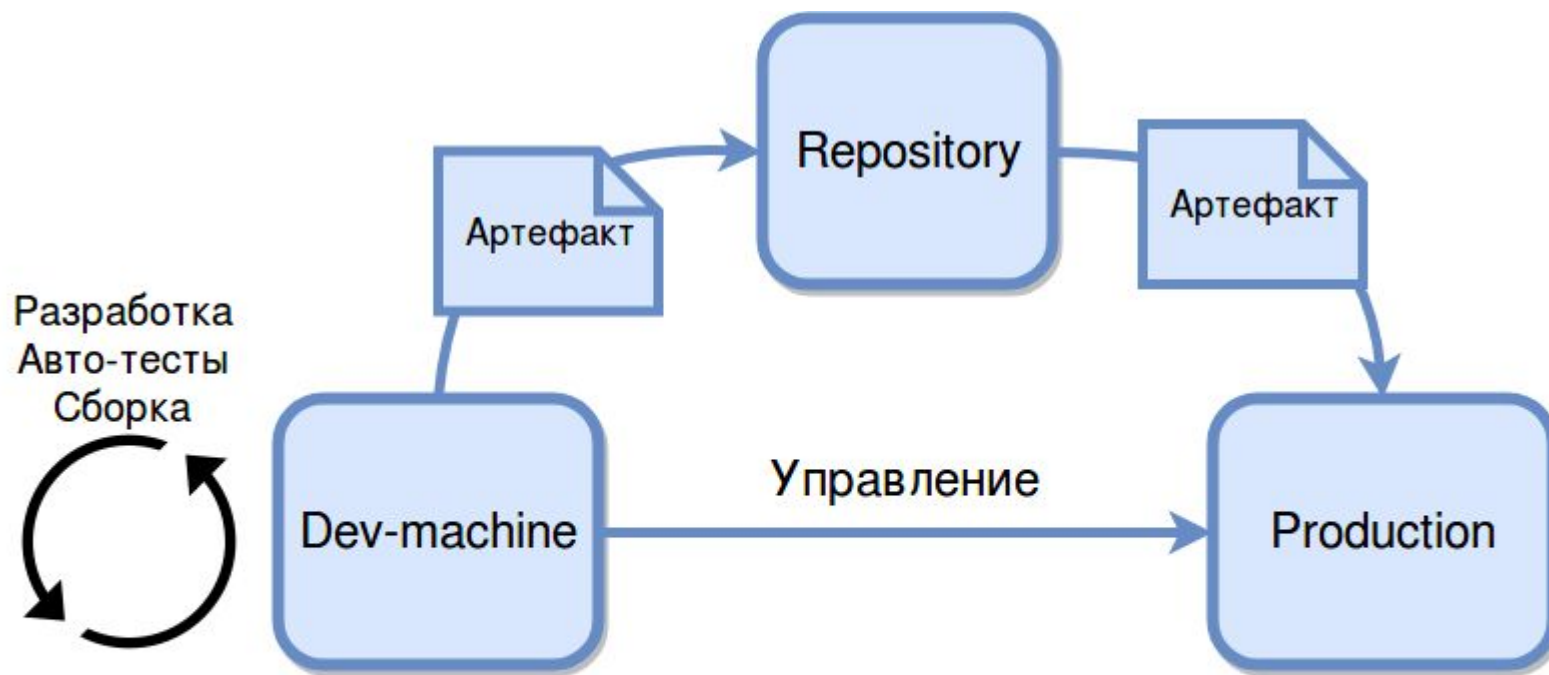 Repository
Артефакт
Артефакт
Разработка
Авто-тесты
Сборка
Управление
Dev-machine
Production